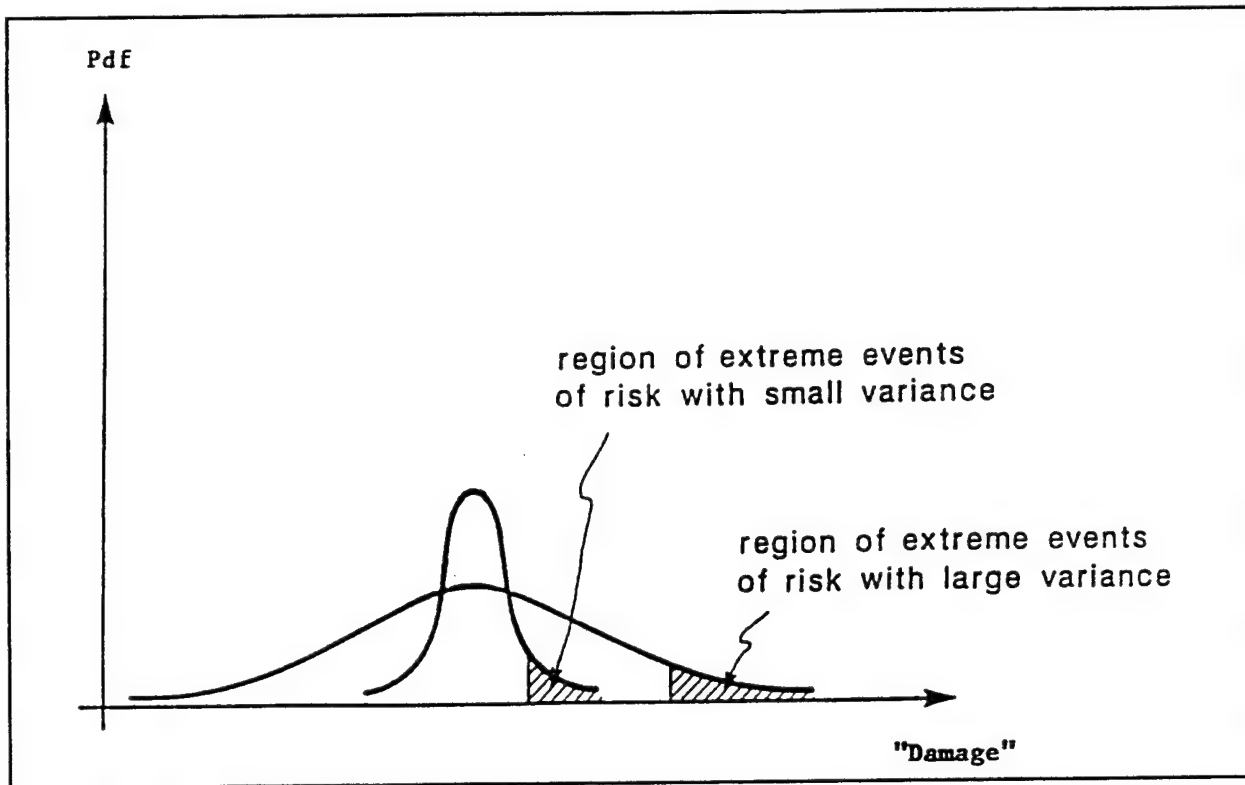 Pdf
region of extreme events
of risk with small variance
region of extreme events
of risk with large variance
"Damage"